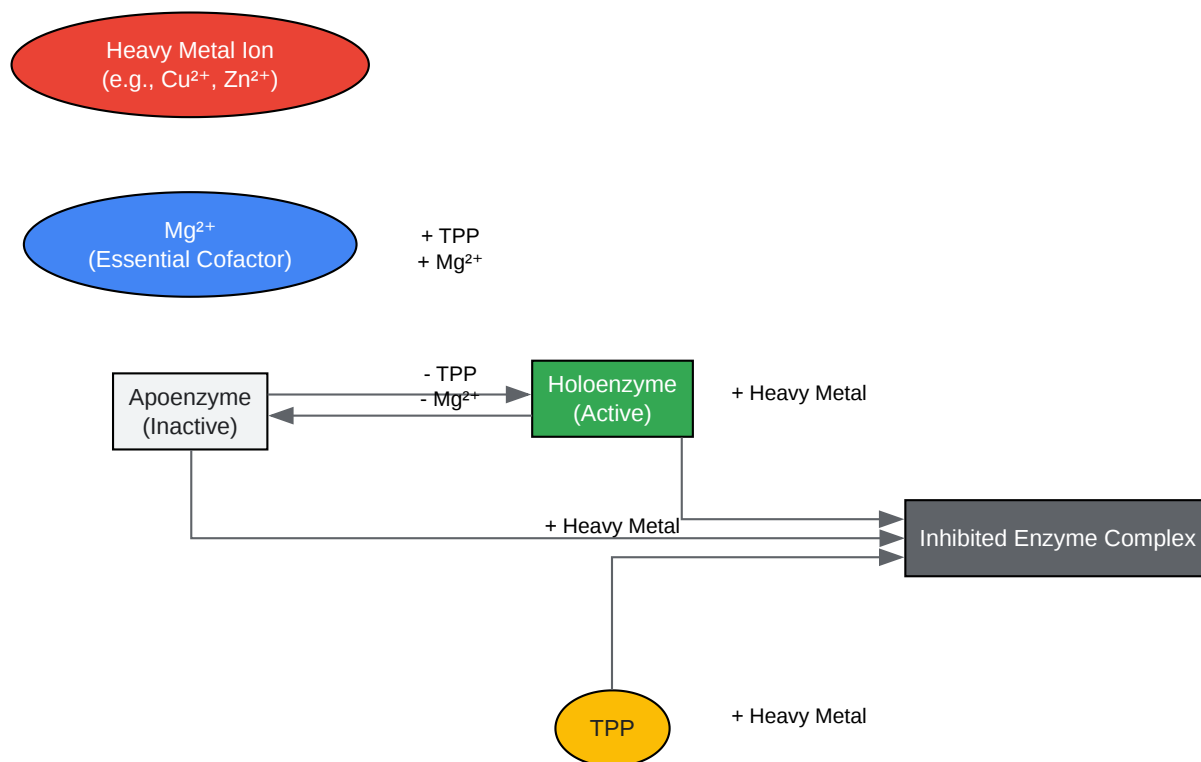 Heavy Metal Ion
(e.g., Cu²⁺, Zn²⁺)
Mg²⁺
(Essential Cofactor)
+ TPP
+ Mg²⁺
- TPP
- Mg²⁺
Apoenzyme
(Inactive)
Holoenzyme
(Active)
+ Heavy Metal
+ Heavy Metal
Inhibited Enzyme Complex
TPP
+ Heavy Metal